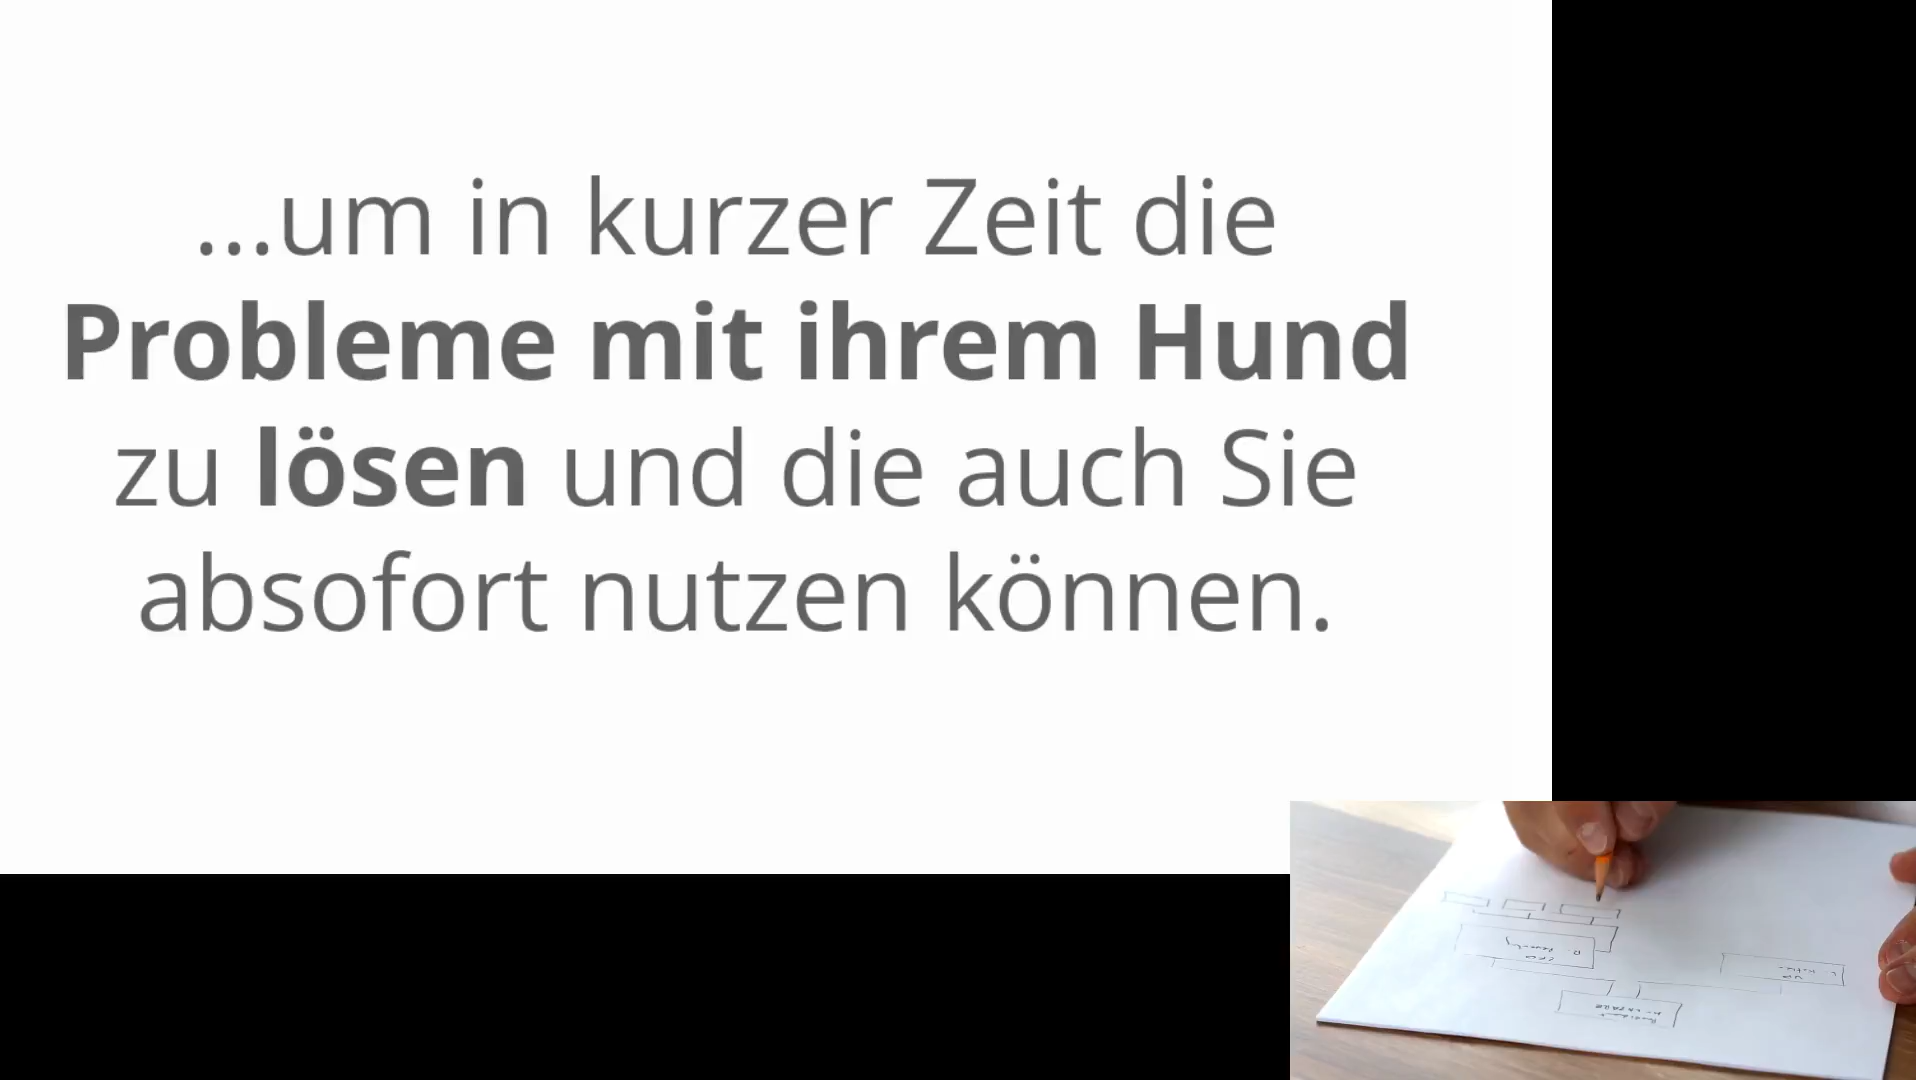 ...um in kurzer Zeit die
Probleme mit ihrem Hund
zu lösen und die auch Sie
absofort nutzen können.